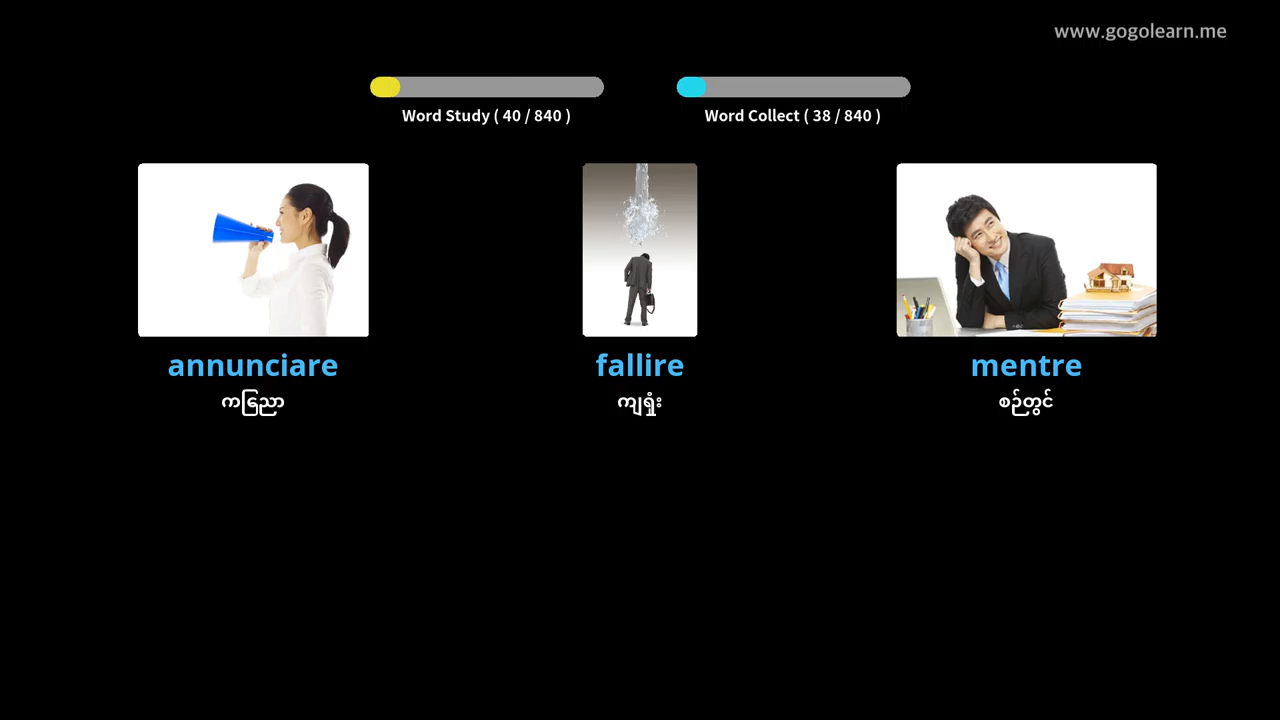 www.gogolearn.me
Word Study ( 40 / 840 )
Word Collect ( 38 / 840 )
annunciare
fallire
mentre
ကြေညာ
ကျရှုံး
စဉ်တွင်